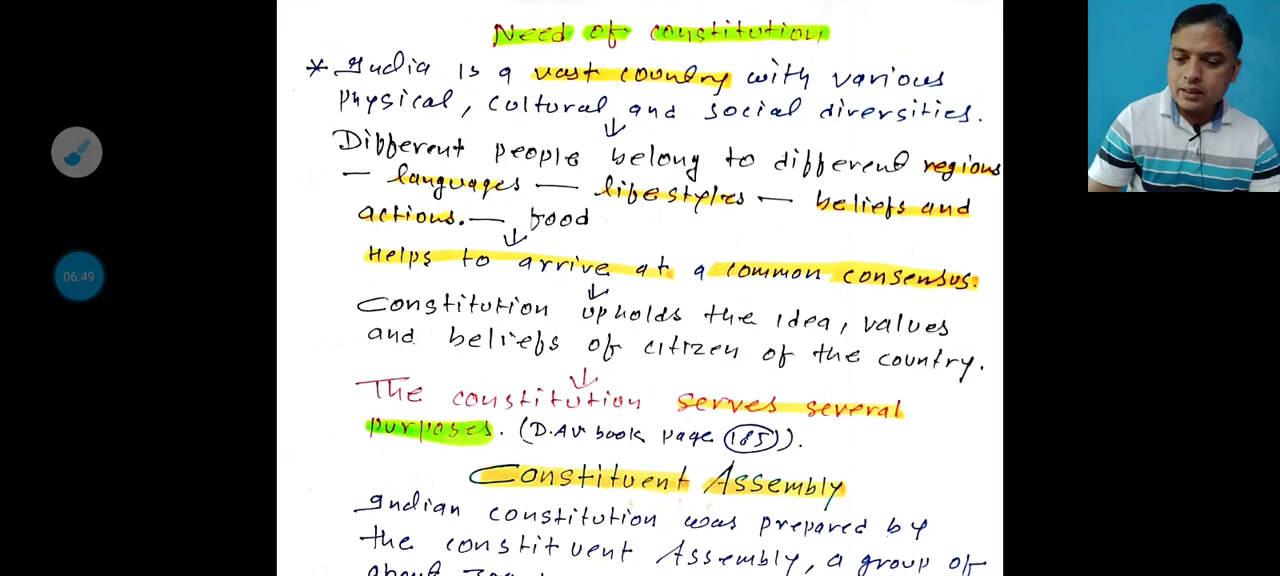 Need of constitution
* India is a vast country with various
physical, cultural and social diversities.
Different people belong to different regions
— languages — lifestyles — beliefs and
actions. — food
Helps to arrive at a common consensus.
Constitution upholds the idea, values
and beliefs of citizen of the country.
The constitution serves several
purposes. (D.AV book page 185)).
Constituent Assembly
Indian constitution was prepared by
the constituent Assembly, a group of
about
06:49